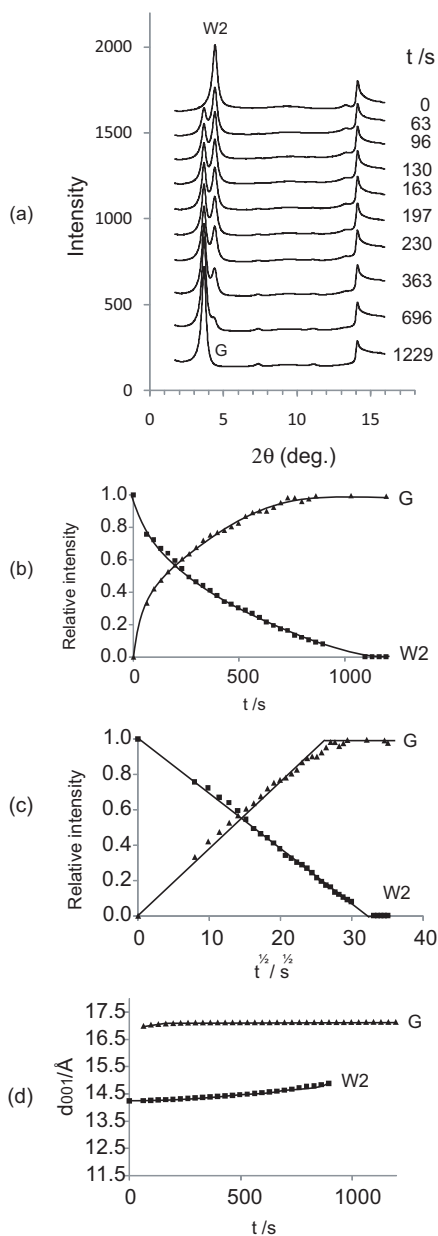 W2
t /s
2000
1500
1000
500
0
0
63
96
130
163
197
230
363
696
1229
(a)
Intensity
G
0 5 10 15
2θ (deg.)
(b)
Relative intensity
1.0
0.8
0.6
0.4
0.2
0.0
G
W2
0 500 1000
t /s
(c)
Relative intensity
1.0
0.8
0.6
0.4
0.2
0.0
G
W2
0 10 20 30 40
t½/ s½
(d)
d001/Å
17.5
16.5
15.5
14.5
13.5
12.5
11.5
G
W2
0 500 1000
t /s